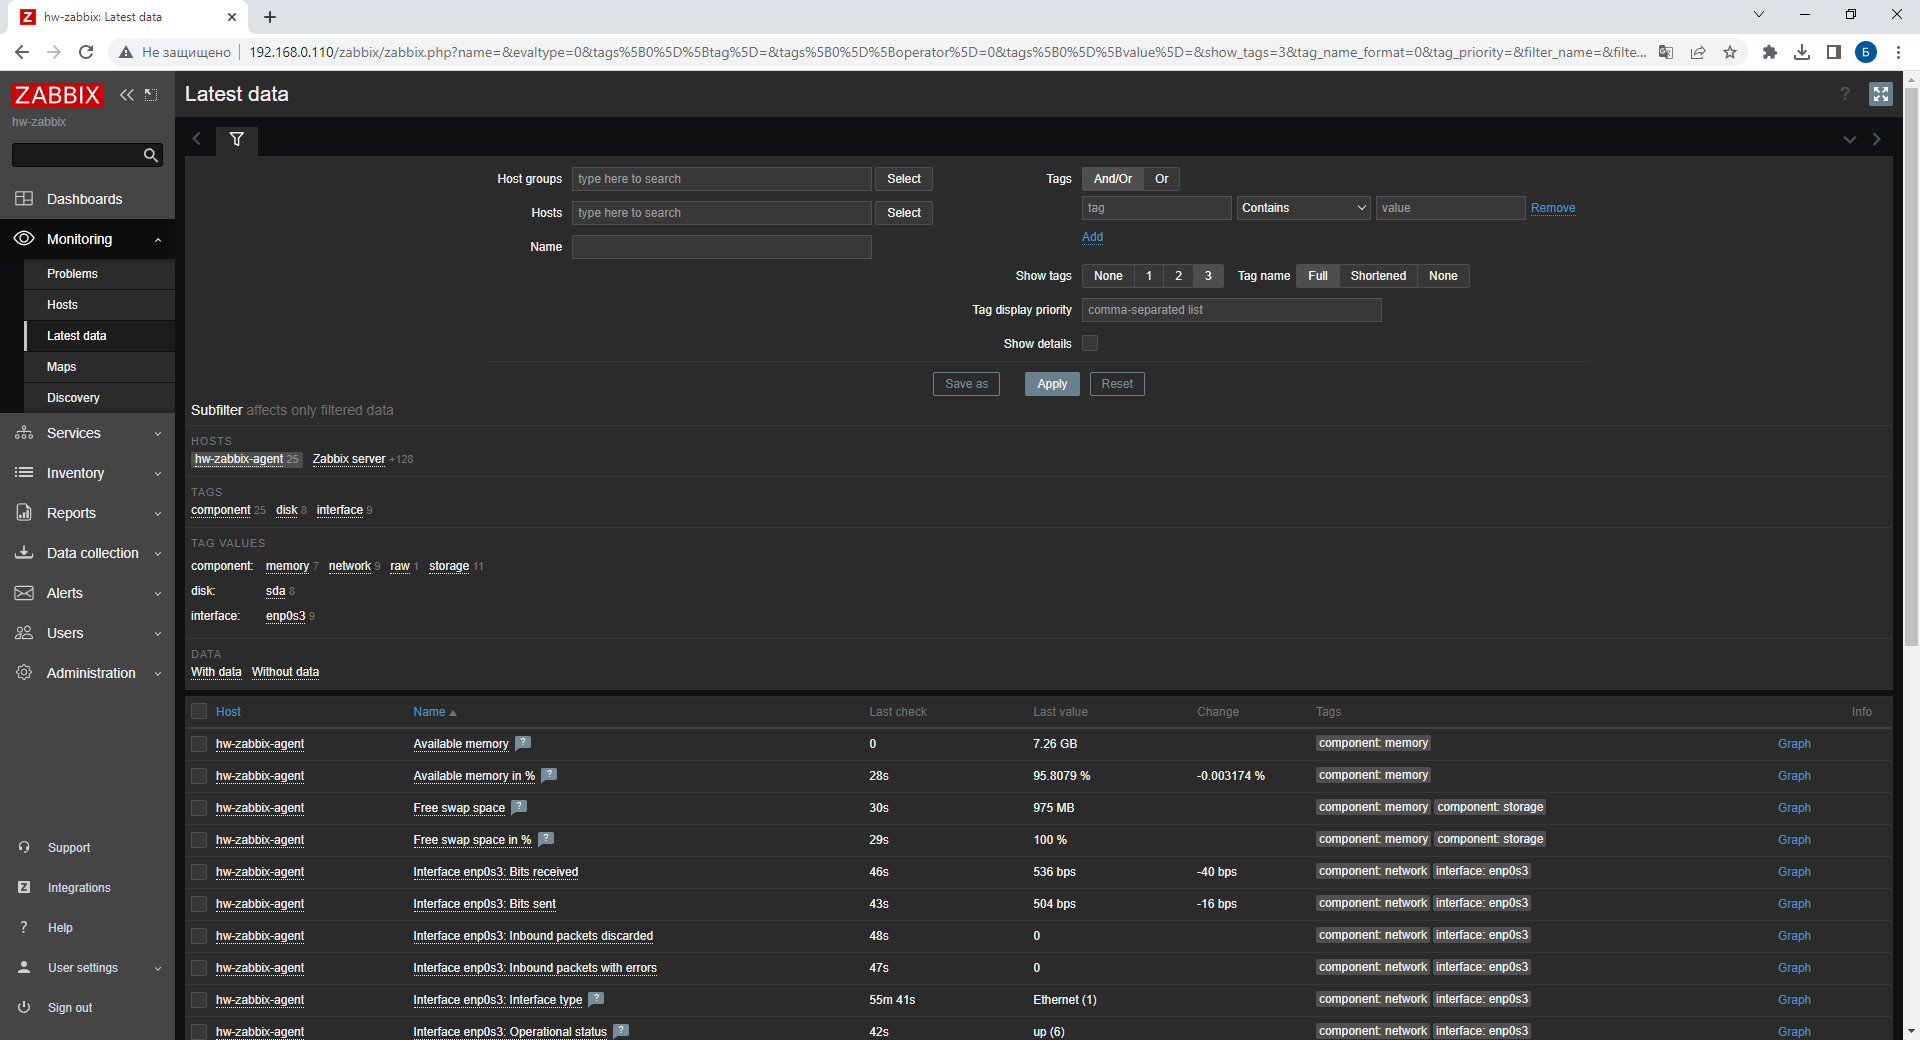 hw-zabbix: Latest data
Не защищено 192.168.0.110/zabbix/zabbix.php?name=&evaltype=0&tags%5B0%5D%5Btag%5D=&tags%5B0%5D%5Boperator%5D=0&tags%5B0%5D%5Bvalue%5D=&show_tags=3&tag_name_format=0&tag_priority=&filter_name=&filte...
Б
ZABBIX
hw-zabbix
Dashboards
Monitoring
Problems
Hosts
Latest data
Maps
Discovery
Services
Inventory
Reports
Data collection
Alerts
Users
Administration
Support
Integrations
Help
User settings
Sign out
Latest data
Host groups type here to search Select
Hosts type here to search Select
Name
Tags And/Or Or
tag Contains value Remove
Add
Show tags None 1 2 3 Tag name Full Shortened None
Tag display priority comma-separated list
Show details
Save as Apply Reset
Subfilter affects only filtered data
HOSTS
hw-zabbix-agent 25 Zabbix server +128
TAGS
component 25 disk 8 interface 9
TAG VALUES
component: memory 7 network 9 raw 1 storage 11
disk: sda 8
interface: enp0s3 9
DATA
With data Without data
Host Name Last check Last value Change Tags Info
hw-zabbix-agent Available memory ? 0 7.26 GB component: memory Graph
hw-zabbix-agent Available memory in % ? 28s 95.8079 % -0.003174 % component: memory Graph
hw-zabbix-agent Free swap space ? 30s 975 MB component: memory component: storage Graph
hw-zabbix-agent Free swap space in % ? 29s 100 % component: memory component: storage Graph
hw-zabbix-agent Interface enp0s3: Bits received 46s 536 bps -40 bps component: network interface: enp0s3 Graph
hw-zabbix-agent Interface enp0s3: Bits sent 43s 504 bps -16 bps component: network interface: enp0s3 Graph
hw-zabbix-agent Interface enp0s3: Inbound packets discarded 48s 0 component: network interface: enp0s3 Graph
hw-zabbix-agent Interface enp0s3: Inbound packets with errors 47s 0 component: network interface: enp0s3 Graph
hw-zabbix-agent Interface enp0s3: Interface type ? 55m 41s Ethernet (1) component: network interface: enp0s3 Graph
hw-zabbix-agent Interface enp0s3: Operational status ? 42s up (6) component: network interface: enp0s3 Graph